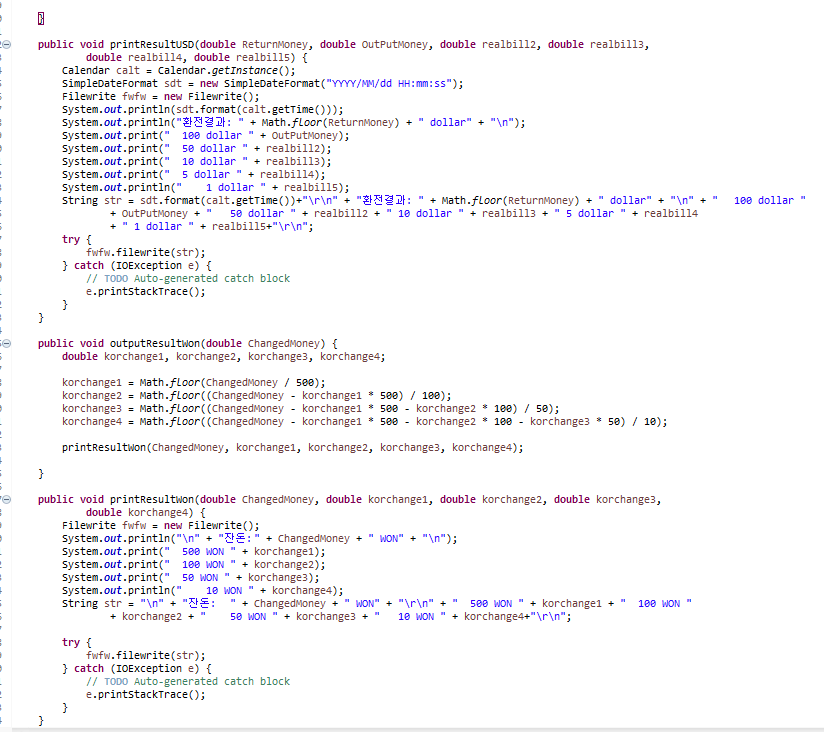 }
public void printResultUSD(double ReturnMoney, double OutPutMoney, double realbill2, double realbill3,
        double realbill4, double realbill5) {
    Calendar calt = Calendar.getInstance();
    SimpleDateFormat sdt = new SimpleDateFormat("YYYY/MM/dd HH:mm:ss");
    Filewrite fwfw = new Filewrite();
    System.out.println(sdt.format(calt.getTime()));
    System.out.println("환전결과: " + Math.floor(ReturnMoney) + " dollar" + "\n");
    System.out.print("  100 dollar " + OutPutMoney);
    System.out.print("  50 dollar " + realbill2);
    System.out.print("  10 dollar " + realbill3);
    System.out.print("  5 dollar " + realbill4);
    System.out.println("    1 dollar " + realbill5);
    String str = sdt.format(calt.getTime())+"\r\n" + "환전결과: " + Math.floor(ReturnMoney) + " dollar" + "\n" + "   100 dollar "
            + OutPutMoney + "   50 dollar " + realbill2 + " 10 dollar " + realbill3 + " 5 dollar " + realbill4
            + " 1 dollar " + realbill5+"\r\n";
    try {
        fwfw.filewrite(str);
    } catch (IOException e) {
        // TODO Auto-generated catch block
        e.printStackTrace();
    }
}
public void outputResultWon(double ChangedMoney) {
    double korchange1, korchange2, korchange3, korchange4;
    korchange1 = Math.floor(ChangedMoney / 500);
    korchange2 = Math.floor((ChangedMoney - korchange1 * 500) / 100);
    korchange3 = Math.floor((ChangedMoney - korchange1 * 500 - korchange2 * 100) / 50);
    korchange4 = Math.floor((ChangedMoney - korchange1 * 500 - korchange2 * 100 - korchange3 * 50) / 10);
    printResultWon(ChangedMoney, korchange1, korchange2, korchange3, korchange4);
}
public void printResultWon(double ChangedMoney, double korchange1, double korchange2, double korchange3,
        double korchange4) {
    Filewrite fwfw = new Filewrite();
    System.out.println("\n" + "잔돈:" + ChangedMoney + " WON" + "\n");
    System.out.print("  500 WON " + korchange1);
    System.out.print("  100 WON " + korchange2);
    System.out.print("  50 WON " + korchange3);
    System.out.println("    10 WON " + korchange4);
    String str = "\n" + "잔돈:  " + ChangedMoney + " WON" + "\r\n" + "  500 WON " + korchange1 + "  100 WON "
            + korchange2 + "    50 WON " + korchange3 + "   10 WON " + korchange4+"\r\n";
    try {
        fwfw.filewrite(str);
    } catch (IOException e) {
        // TODO Auto-generated catch block
        e.printStackTrace();
    }
}